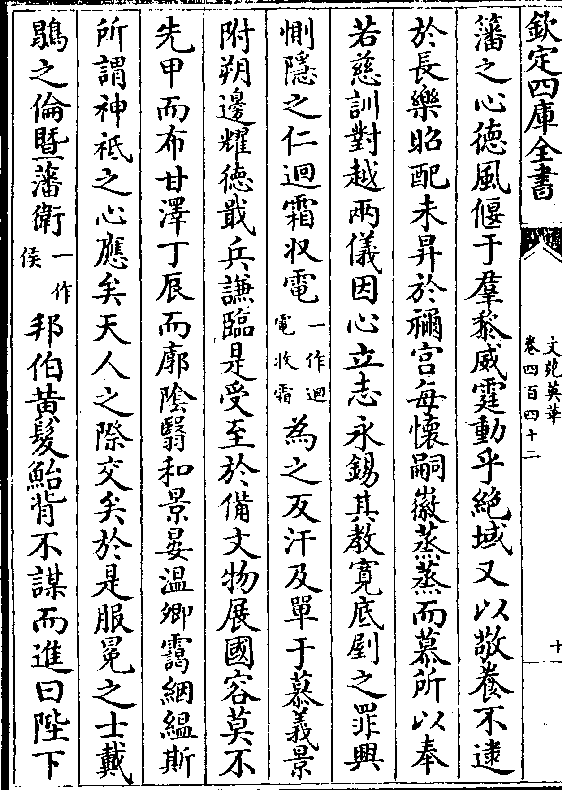 欽定四庫全書
文苑英華
卷四百四十二
十
籓之心德風偃于羣黎威霆動乎絶域又以敬養不逮
於長樂昭配未昇於禰宫每懷嗣徽蒸蒸而慕所以奉
若慈訓對越兩儀因心立志永錫其教寛底剭之罪興
惻隠之仁迴霜収電一作迴電收霜為之反汗及單于慕義景
附朔邊耀德戢兵謙臨是受至於備文物展國容莫不
先甲而布甘澤丁辰而廓隂翳和景晏温卿靄絪縕斯
所謂神祗之心應矣天人之際交矣於是服冕之士戴
鶡之倫暨藩衛一作侯邦伯黄髮鮐背不謀而進曰陛下